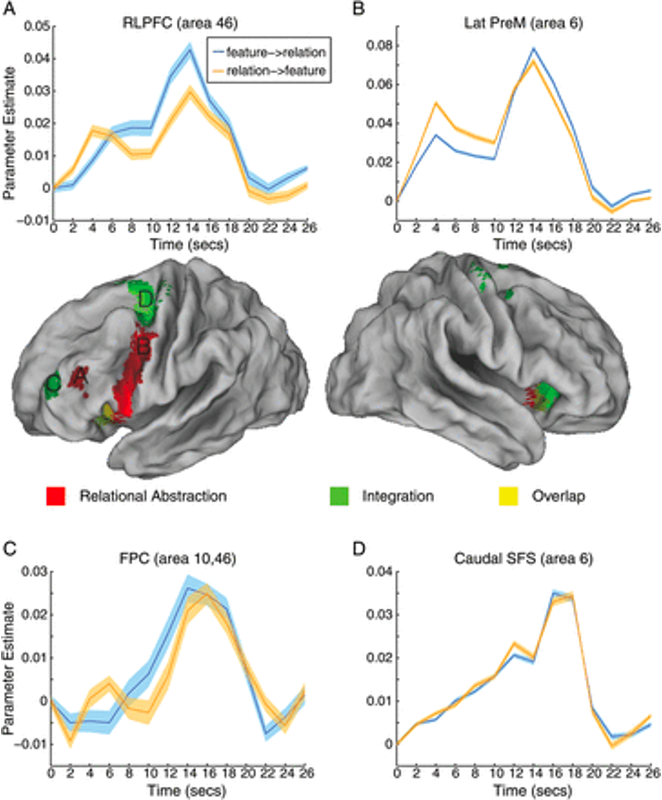 A
RLPFC (area 46)
0.05
0.04
0.03
0.02
0.01
0
−0.01
Parameter Estimate
feature->relation
relation->feature
0 2 4 6 8 10 12 14 16 18 20 22 24 26
Time (secs)
B
Lat PreM (area 6)
0.08
0.06
0.04
0.02
0
0 2 4 6 8 10 12 14 16 18 20 22 24 26
Time (secs)
D
B
C A
Relational Abstraction
Integration
Overlap
C
FPC (area 10,46)
0.03
0.02
0.01
0
−0.01
Parameter Estimate
0 2 4 6 8 10 12 14 16 18 20 22 24 26
Time (secs)
D
Caudal SFS (area 6)
0.04
0.03
0.02
0.01
0
0 2 4 6 8 10 12 14 16 18 20 22 24 26
Time (secs)